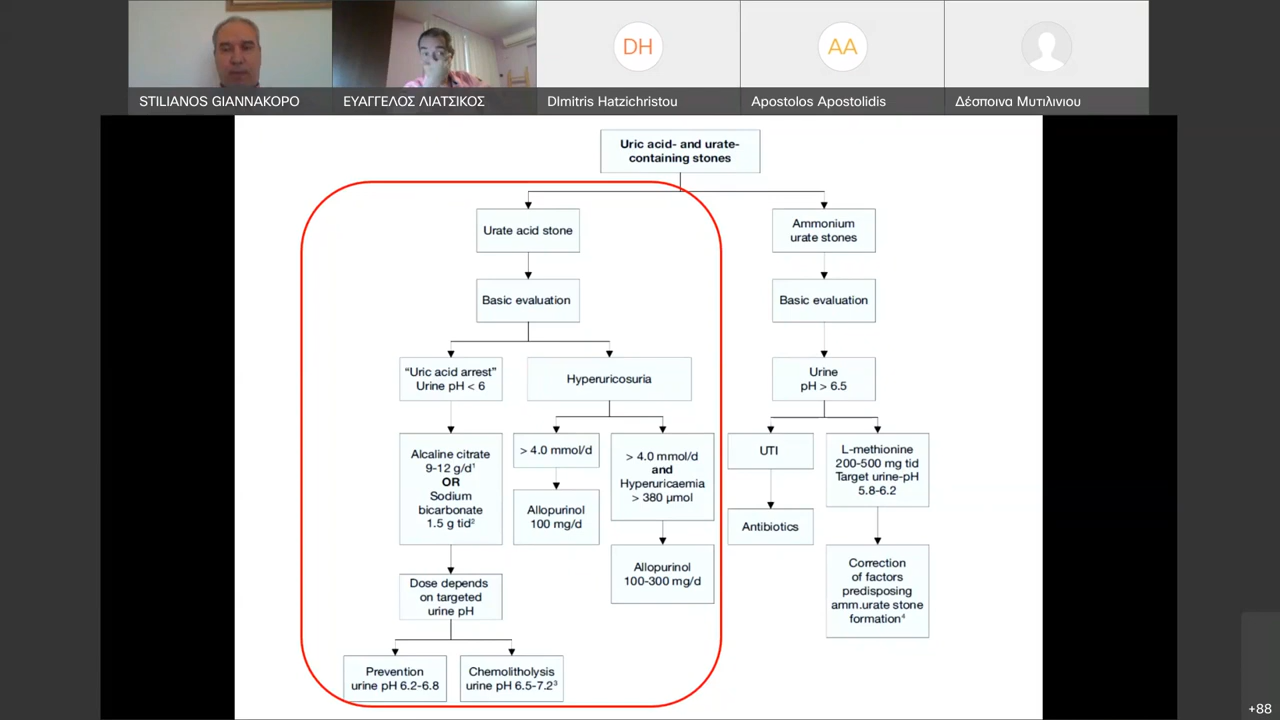 DH
AA
STILIANOS GIANNAKOPO
ΕΥΑΓΓΕΛΟΣ ΛΙΑΤΣΙΚΟΣ
DImitris Hatzichristou
Apostolos Apostolidis
Δέσποινα Μυτιλινιου
Uric acid- and urate-
containing stones
Urate acid stone
Ammonium
urate stones
Basic evaluation
Basic evaluation
“Uric acid arrest”
Urine pH < 6
Hyperuricosuria
Urine
pH > 6.5
Alcaline citrate
9-12 g/d¹
OR
Sodium
bicarbonate
1.5 g tid²
> 4.0 mmol/d
> 4.0 mmol/d
and
Hyperuricaemia
> 380 µmol
UTI
L-methionine
200-500 mg tid
Target urine-pH
5.8-6.2
Allopurinol
100 mg/d
Antibiotics
Allopurinol
100-300 mg/d
Correction
of factors
predisposing
amm.urate stone
formation⁴
Dose depends
on targeted
urine pH
Prevention
urine pH 6.2-6.8
Chemolitholysis
urine pH 6.5-7.2³
+88